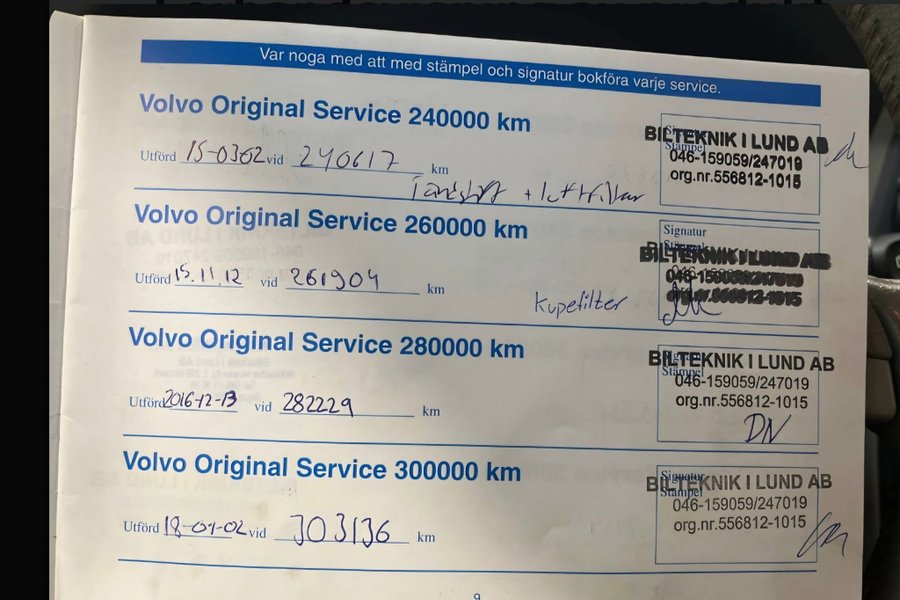 Var noga med att med stämpel och signatur bokföra varje service.
Volvo Original Service 240000 km
Utförd 15-0302 vid 240617 km
Signatur
Stämpel
BILTEKNIK I LUND AB
046-159059/247019
org.nr.556812-1015
+ luftfilter
Volvo Original Service 260000 km
Utförd 15.11.12 vid 261904 km
Kupefilter
Signatur
Stämpel
BILTEKNIK I LUND AB
046-159059/247019
org.nr.556812-1015
Volvo Original Service 280000 km
Utförd 2016-12-13 vid 282229 km
Signatur
Stämpel
BILTEKNIK I LUND AB
046-159059/247019
org.nr.556812-1015
DN
Volvo Original Service 300000 km
Utförd 18-01-02 vid 303136 km
Signatur
Stämpel
BILTEKNIK I LUND AB
046-159059/247019
org.nr.556812-1015
9